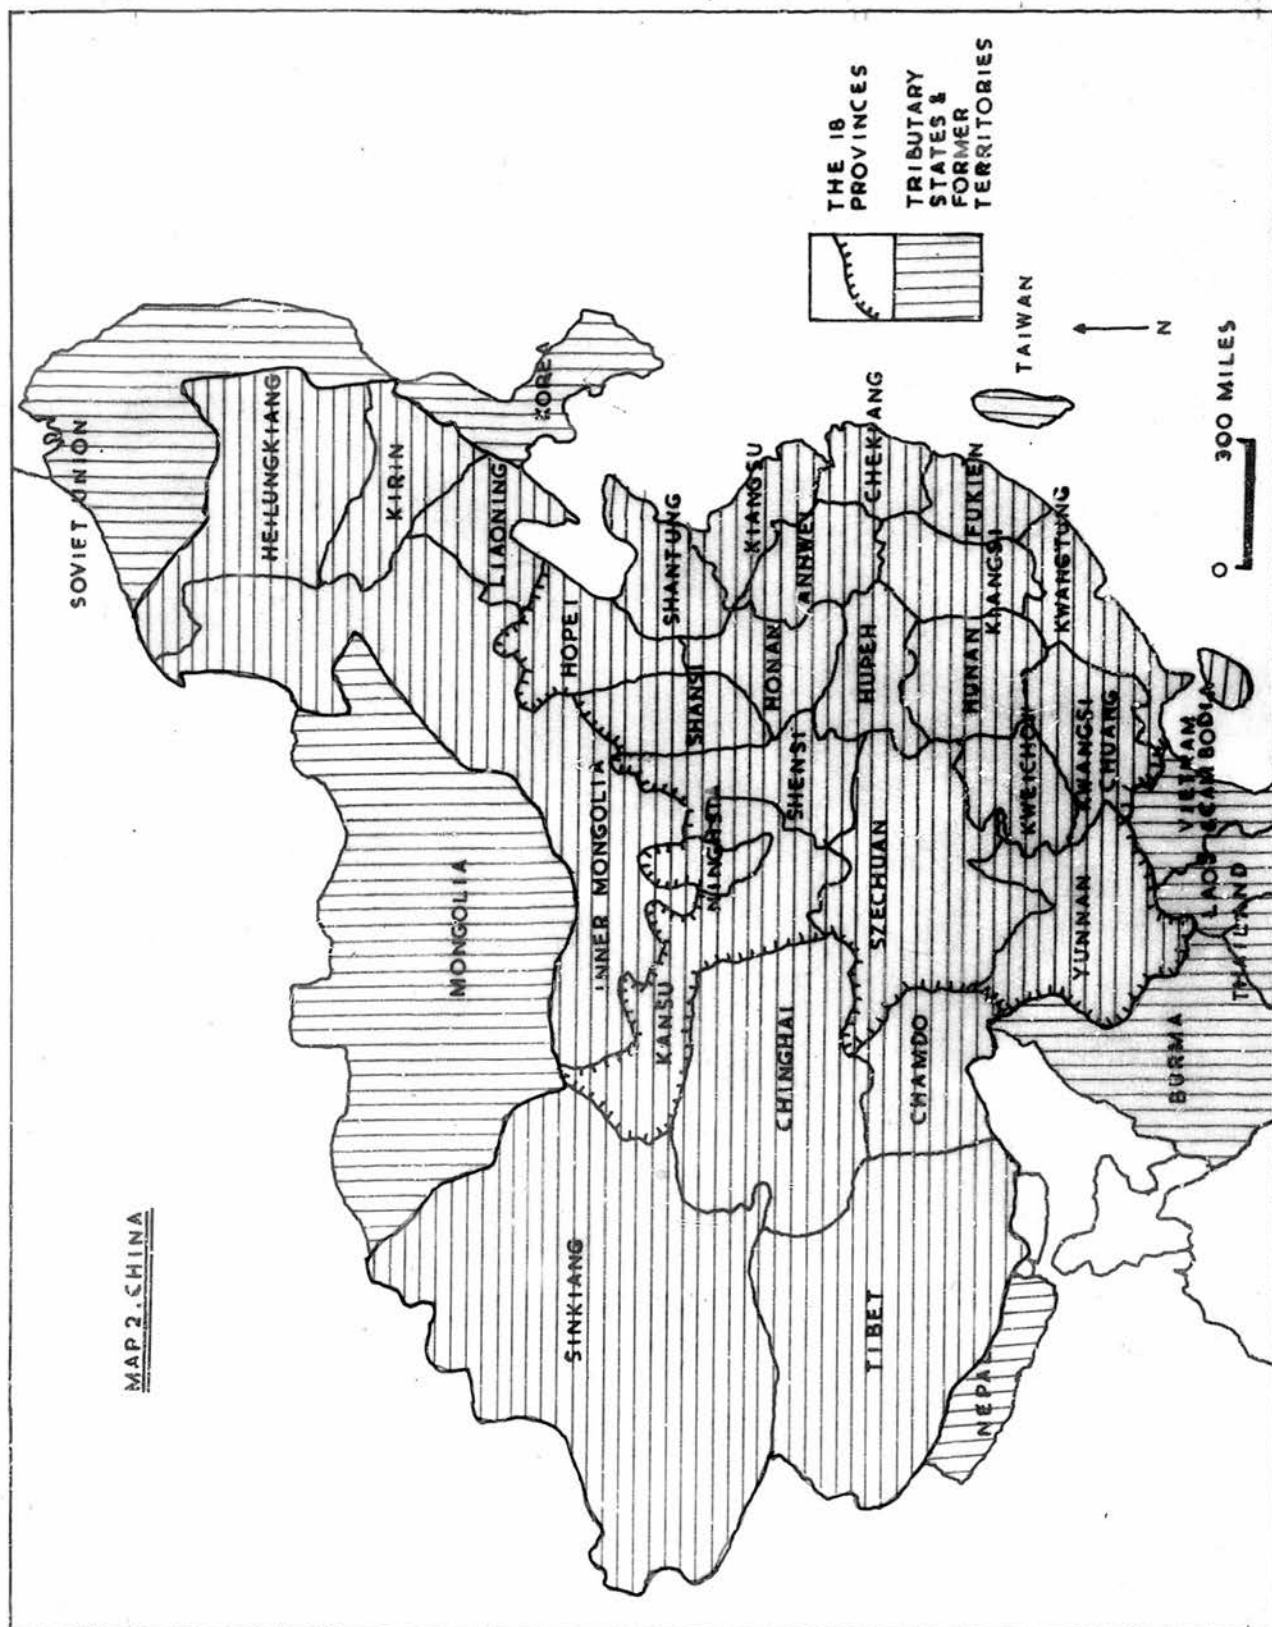 MAP 2. CHINA
SOVIET UNION
HEILUNGKIANG
KIRIN
LIAONING
KOREA
MONGOLIA
INNER MONGOLIA
SINKIANG
KANSU
NINGHSIA
HOPEI
SHANSI
SHANTUNG
SHENSI
HONAN
KIANGSU
ANHWEI
CHINGHAI
TIBET
CHAMDO
SZECHUAN
HUPEH
CHEKIANG
HUNAN
KIANGSI
FUKIEN
KWEICHOW
YUNNAN
KWANGSI
CHUANG
KWANGTUNG
TAIWAN
NEPAL
BURMA
THAILAND
LAOS & CAMBODIA
VIETNAM
THE 18
PROVINCES
TRIBUTARY
STATES &
FORMER
TERRITORIES
N
0 300 MILES